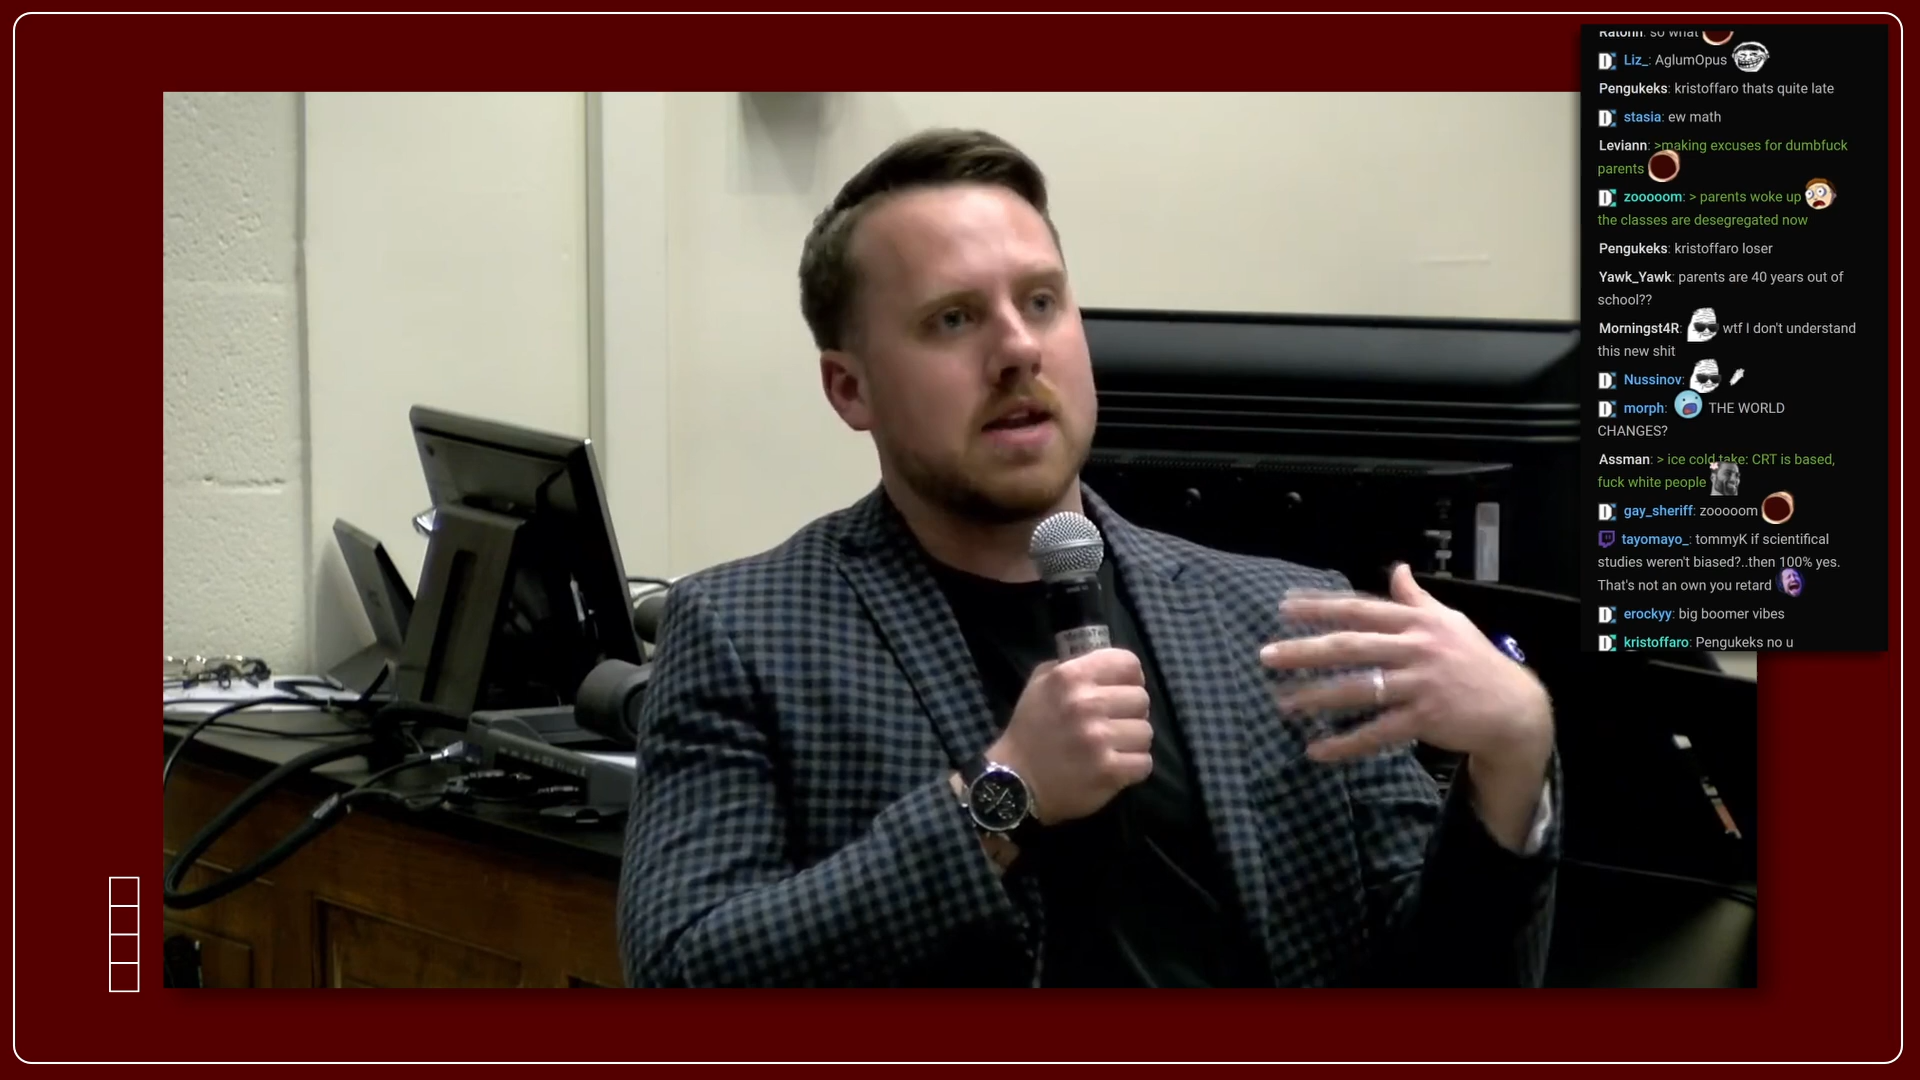 Ratorin: so what
Liz_: AglumOpus
Pengukeks: kristoffaro thats quite late
stasia: ew math
Leviann: >making excuses for dumbfuck
parents
zooooom: > parents woke up
the classes are desegregated now
Pengukeks: kristoffaro loser
Yawk_Yawk: parents are 40 years out of
school??
Morningst4R: wtf I don't understand
this new shit
Nussinov:
morph: THE WORLD
CHANGES?
Assman: > ice cold take: CRT is based,
fuck white people
gay_sheriff: zooooom
tayomayo_: tommyK if scientifical
studies weren't biased?..then 100% yes.
That's not an own you retard
erockyy: big boomer vibes
kristoffaro: Pengukeks no u